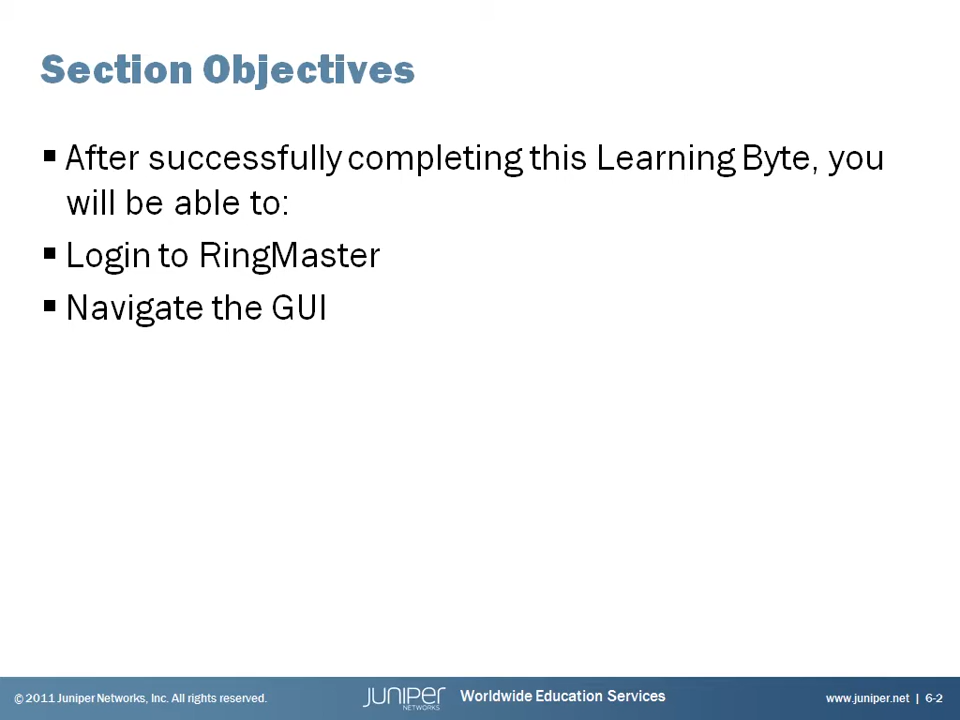 Section Objectives
▪ After successfully completing this Learning Byte, you
will be able to:
▪ Login to RingMaster
▪ Navigate the GUI
© 2011 Juniper Networks, Inc. All rights reserved.
JUNIPER
NETWORKS
Worldwide Education Services
www.juniper.net | 6-2